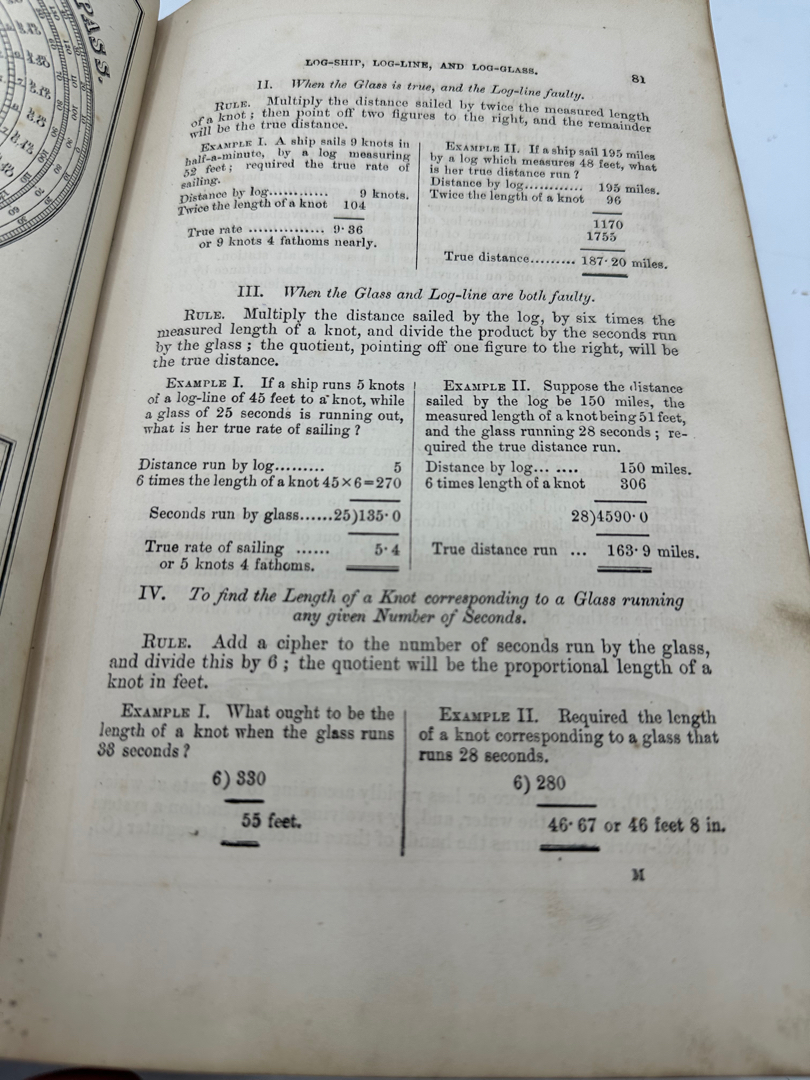 PASS.
LOG-SHIP, LOG-LINE, AND LOG-GLASS. 81
II. When the Glass is true, and the Log-line faulty.
RULE. Multiply the distance sailed by twice the measured length
of a knot; then point off two figures to the right, and the remainder
will be the true distance.
EXAMPLE I. A ship sails 9 knots in
half-a-minute, by a log measuring
52 feet; required the true rate of
sailing.
Distance by log............ 9 knots.
Twice the length of a knot 104
True rate ............... 9·36
or 9 knots 4 fathoms nearly.
EXAMPLE II. If a ship sail 195 miles
by a log which measures 48 feet, what
is her true distance run?
Distance by log............ 195 miles.
Twice the length of a knot 96
1170
1755
True distance......... 187·20 miles.
III. When the Glass and Log-line are both faulty.
RULE. Multiply the distance sailed by the log, by six times the
measured length of a knot, and divide the product by the seconds run
by the glass; the quotient, pointing off one figure to the right, will be
the true distance.
EXAMPLE I. If a ship runs 5 knots
of a log-line of 45 feet to a knot, while
a glass of 25 seconds is running out,
what is her true rate of sailing?
Distance run by log......... 5
6 times the length of a knot 45×6=270
Seconds run by glass......25)135·0
True rate of sailing ...... 5·4
or 5 knots 4 fathoms.
EXAMPLE II. Suppose the distance
sailed by the log be 150 miles, the
measured length of a knot being 51 feet,
and the glass running 28 seconds; re-
quired the true distance run.
Distance by log... .... 150 miles.
6 times length of a knot 306
28)4590·0
True distance run ... 163·9 miles.
IV. To find the Length of a Knot corresponding to a Glass running
any given Number of Seconds.
RULE. Add a cipher to the number of seconds run by the glass,
and divide this by 6; the quotient will be the proportional length of a
knot in feet.
EXAMPLE I. What ought to be the
length of a knot when the glass runs
33 seconds?
6) 330
55 feet.
EXAMPLE II. Required the length
of a knot corresponding to a glass that
runs 28 seconds.
6) 280
46·67 or 46 feet 8 in.
M